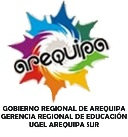 arequipa
GOBIERNO REGIONAL DE AREQUIPA
GERENCIA REGIONAL DE EDUCACIÓN
UGEL AREQUIPA SUR